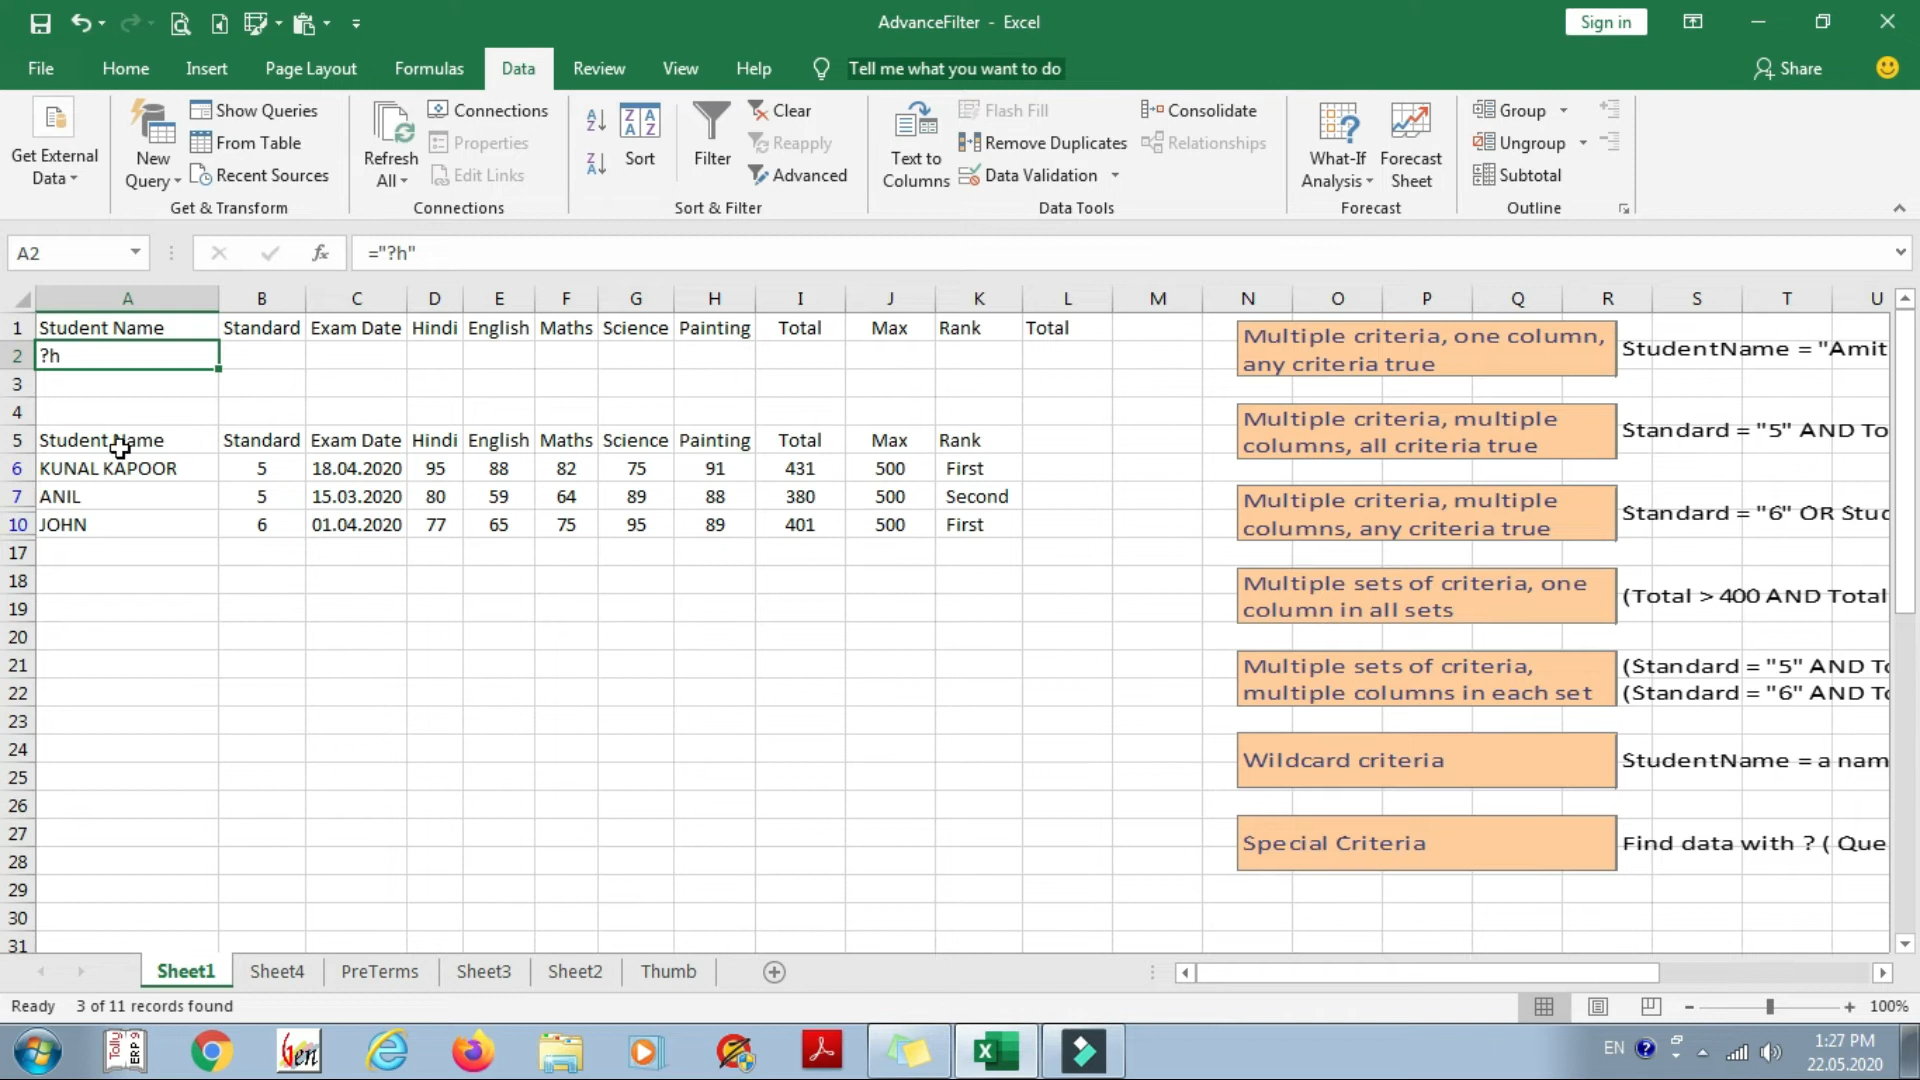 AdvanceFilter - Excel
Sign in
File Home Insert Page Layout Formulas Data Review View Help Tell me what you want to do Share
Get External Data
New Query
Show Queries
From Table
Recent Sources
Get & Transform
Refresh All
Connections
Properties
Edit Links
Connections
A Z
Z A
Z A A Z
Sort
Filter
Clear
Reapply
Advanced
Sort & Filter
Text to Columns
Flash Fill
Remove Duplicates
Data Validation
Consolidate
Relationships
Data Tools
What-If Analysis
Forecast Sheet
Forecast
Group
Ungroup
Subtotal
Outline
A2 fx ="?h"
A B C D E F G H I J K L M N O P Q R S T U
1 Student Name Standard Exam Date Hindi English Maths Science Painting Total Max Rank Total
2 ?h
3
4
5 Student Name Standard Exam Date Hindi English Maths Science Painting Total Max Rank
6 KUNAL KAPOOR 5 18.04.2020 95 88 82 75 91 431 500 First
7 ANIL 5 15.03.2020 80 59 64 89 88 380 500 Second
10 JOHN 6 01.04.2020 77 65 75 95 89 401 500 First
17
18
19
20
21
22
23
24
25
26
27
28
29
30
31
Multiple criteria, one column,
any criteria true
StudentName = "Amit
Multiple criteria, multiple
columns, all criteria true
Standard = "5" AND To
Multiple criteria, multiple
columns, any criteria true
Standard = "6" OR Stud
Multiple sets of criteria, one
column in all sets
(Total > 400 AND Total
Multiple sets of criteria,
multiple columns in each set
(Standard = "5" AND To
(Standard = "6" AND To
Wildcard criteria
StudentName = a nam
Special Criteria
Find data with ? ( Que
Sheet1 Sheet4 PreTerms Sheet3 Sheet2 Thumb
Ready 3 of 11 records found 100%
Tally ERP 9
Gen
EN
1:27 PM
22.05.2020